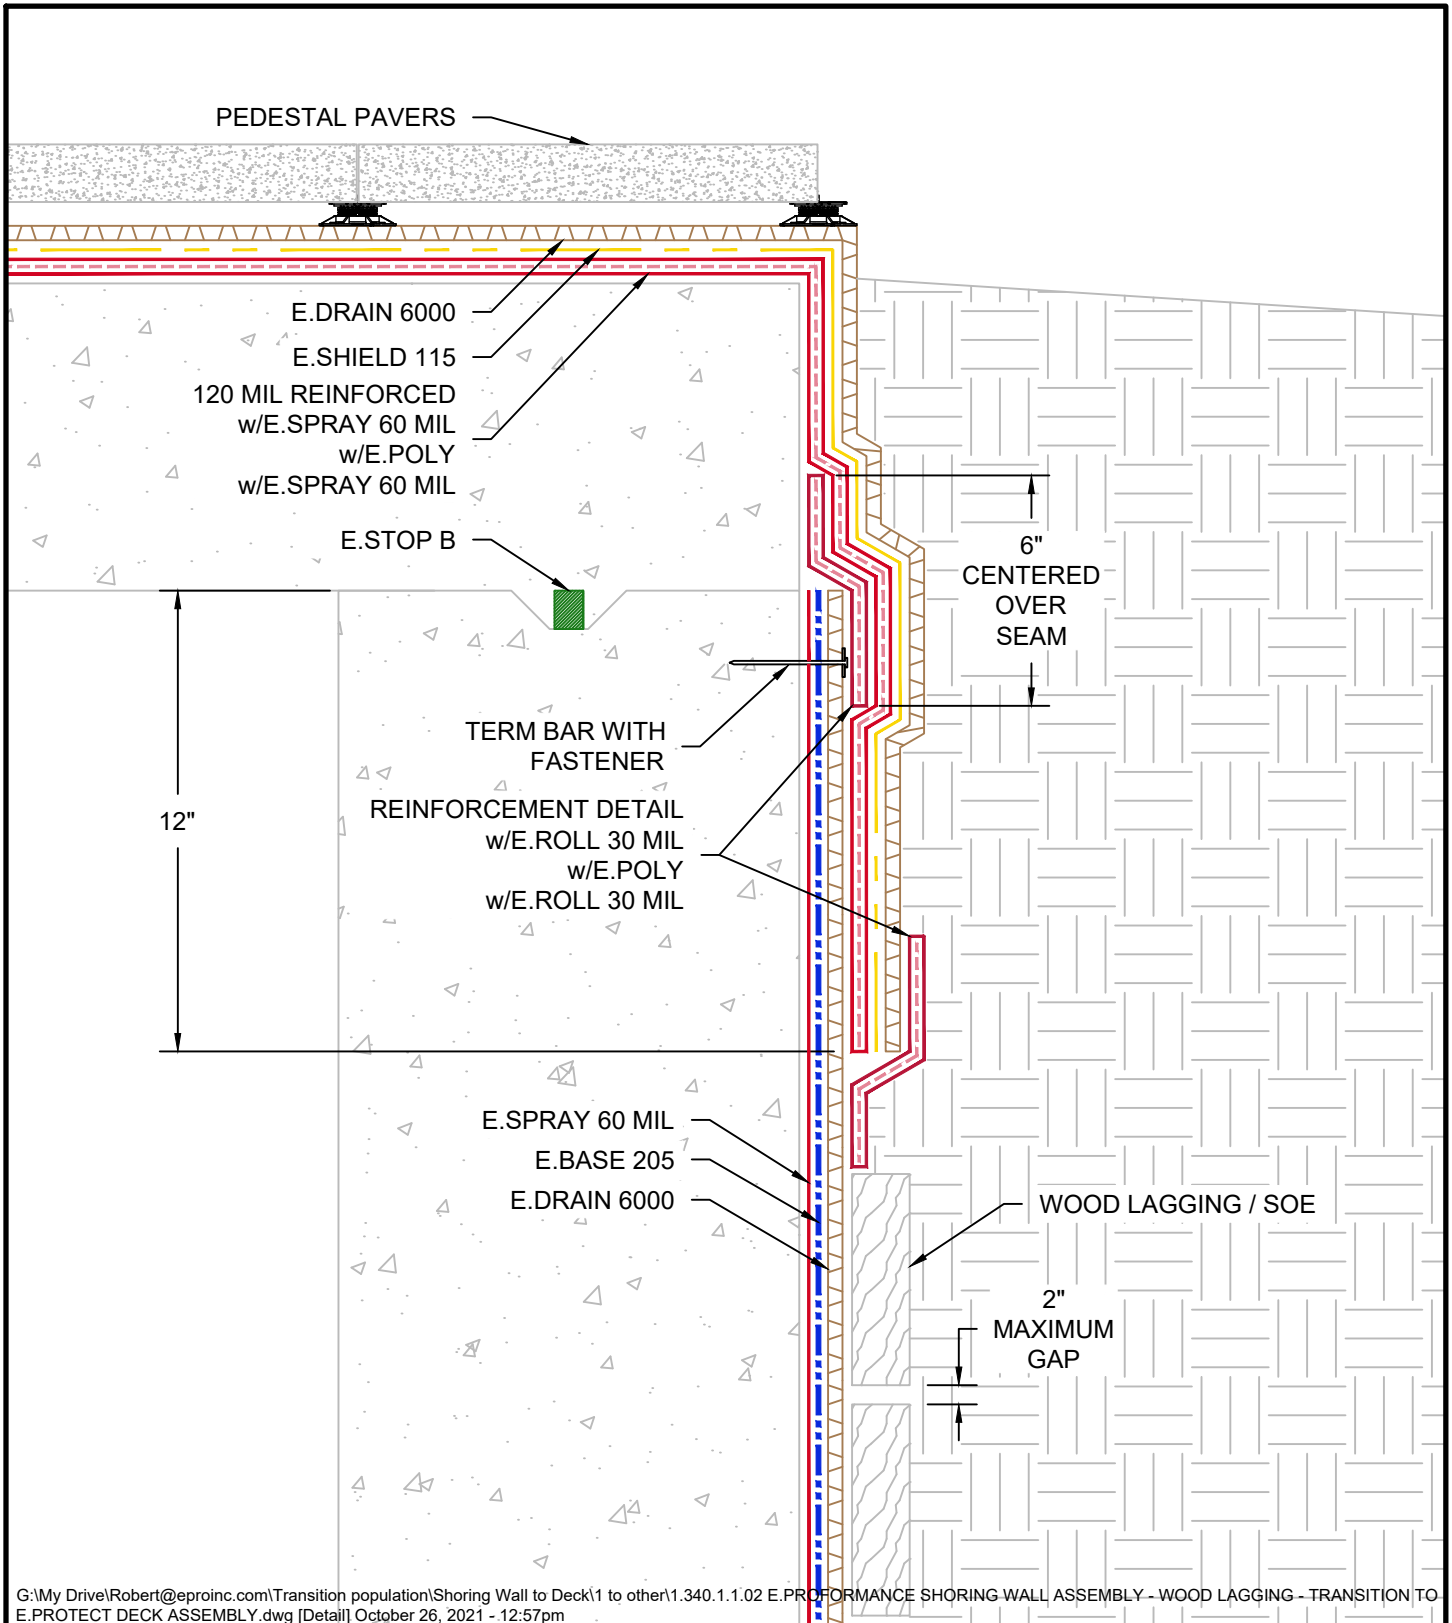 PEDESTAL PAVERS
E.DRAIN 6000
E.SHIELD 115
120 MIL REINFORCED
w/E.SPRAY 60 MIL
w/E.POLY
w/E.SPRAY 60 MIL
E.STOP B
6"
CENTERED
OVER
SEAM
TERM BAR WITH
FASTENER
12"
REINFORCEMENT DETAIL
w/E.ROLL 30 MIL
w/E.POLY
w/E.ROLL 30 MIL
E.SPRAY 60 MIL
E.BASE 205
E.DRAIN 6000
WOOD LAGGING / SOE
2"
MAXIMUM
GAP
G:\My Drive\Robert@eproinc.com\Transition population\Shoring Wall to Deck\1 to other\1.340.1.1.02 E.PROFORMANCE SHORING WALL ASSEMBLY - WOOD LAGGING - TRANSITION TO
E.PROTECT DECK ASSEMBLY.dwg [Detail] October 26, 2021 - 12:57pm